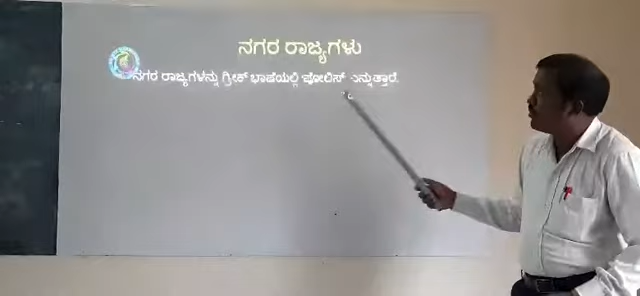 ನಗರ ರಾಜ್ಯಗಳು
ನಗರ ರಾಜ್ಯಗಳನ್ನು ಗ್ರೀಕ್ ಭಾಷೆಯಲ್ಲಿ ಪೋಲಿಸ್ ಎನ್ನುತ್ತಾರೆ.